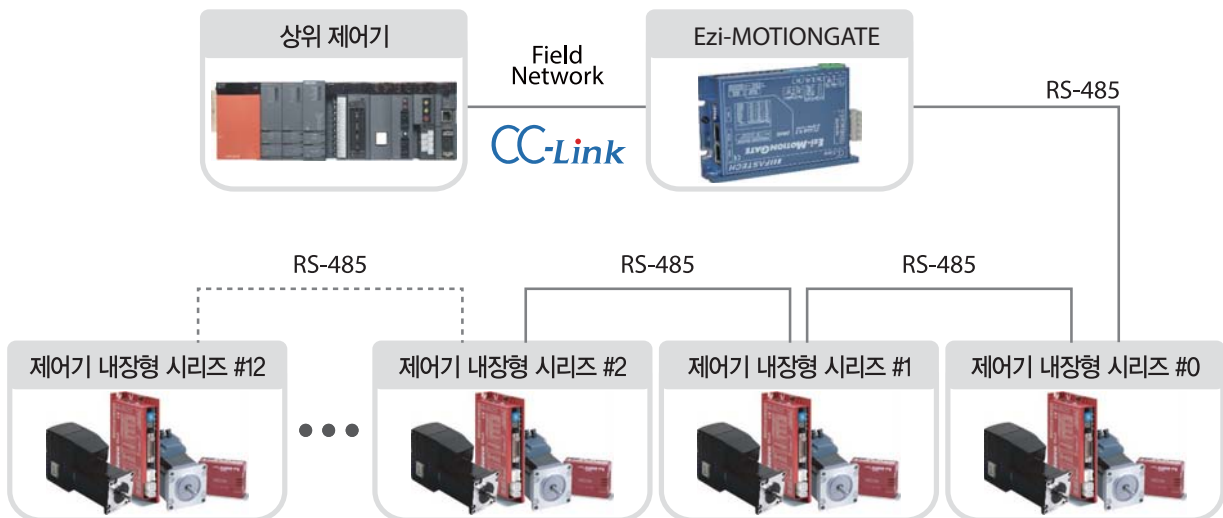 상위 제어기
Field
Network
CC-Link
Ezi-MOTIONGATE
Ezi-MOTIONGATE
FASTECH
RS-485
RS-485
RS-485
RS-485
제어기 내장형 시리즈 #12
제어기 내장형 시리즈 #2
제어기 내장형 시리즈 #1
제어기 내장형 시리즈 #0